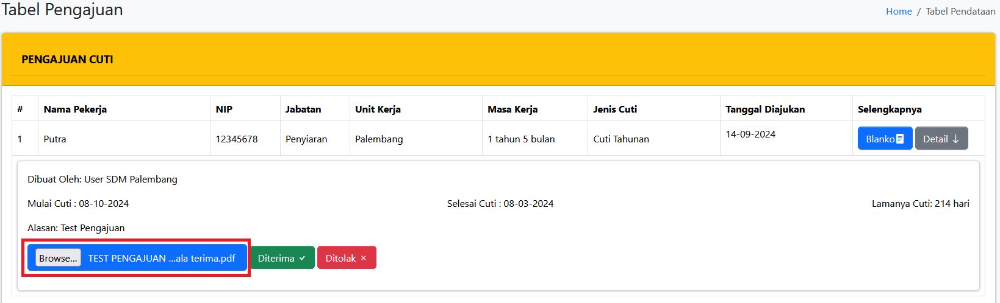 Tabel Pengajuan
Home / Tabel Pendataan
PENGAJUAN CUTI
# Nama Pekerja NIP Jabatan Unit Kerja Masa Kerja Jenis Cuti Tanggal Diajukan Selengkapnya
1 Putra 12345678 Penyiaran Palembang 1 tahun 5 bulan Cuti Tahunan 14-09-2024 Blanko Detail ↓
Dibuat Oleh: User SDM Palembang
Mulai Cuti : 08-10-2024 Selesai Cuti : 08-03-2024 Lamanya Cuti: 214 hari
Alasan: Test Pengajuan
Browse... TEST PENGAJUAN ...ala terima.pdf Diterima ✓ Ditolak ×